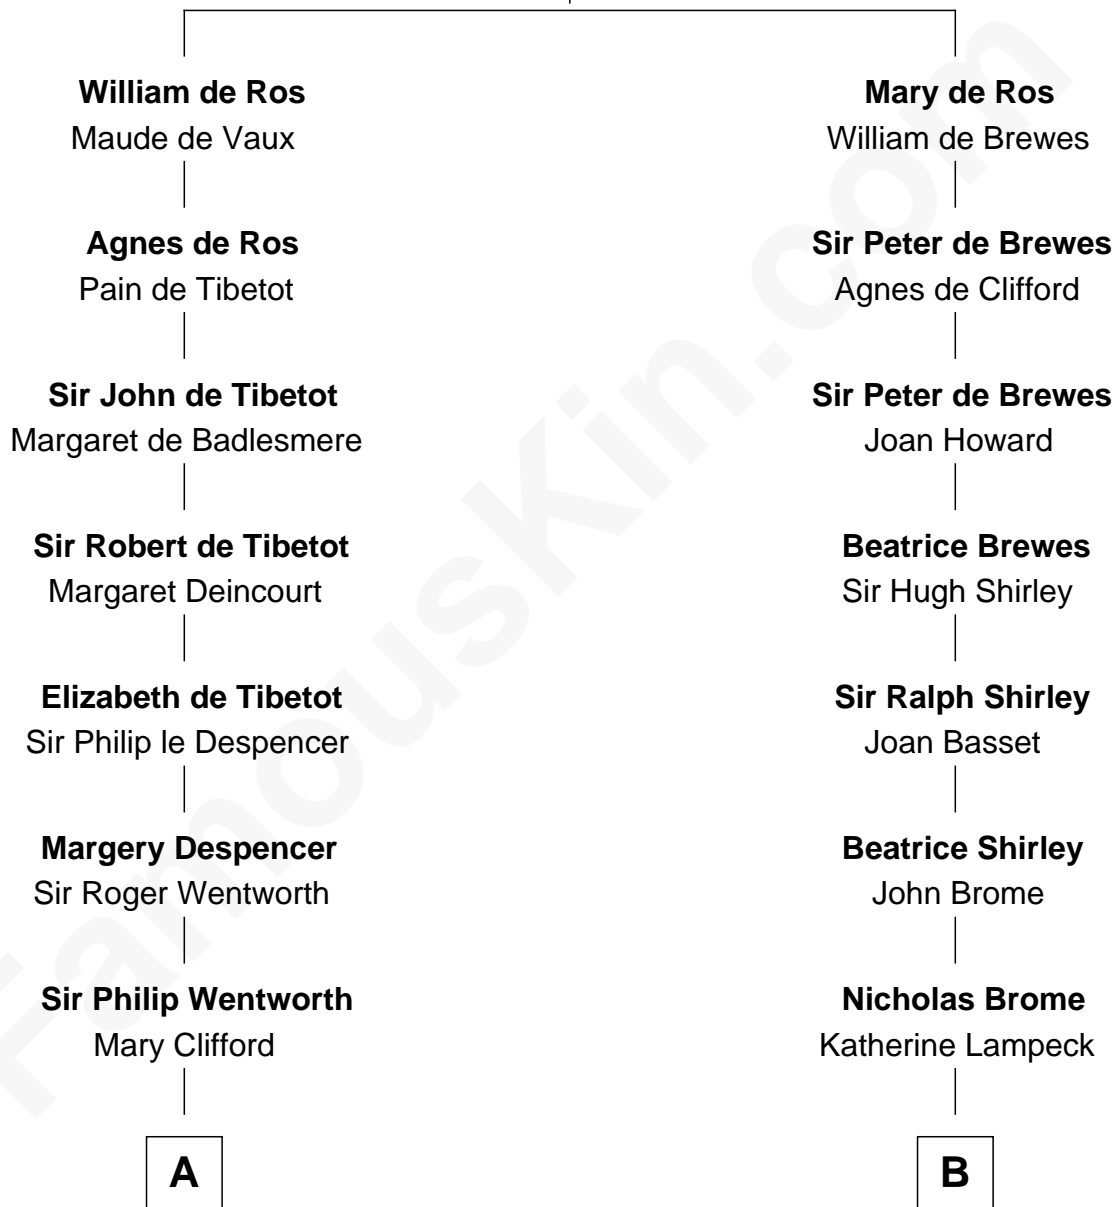 William de Ros
Maude de Vaux
Agnes de Ros
Pain de Tibetot
Sir John de Tibetot
Margaret de Badlesmere
Sir Robert de Tibetot
Margaret Deincourt
Elizabeth de Tibetot
Sir Philip le Despencer
Margery Despencer
Sir Roger Wentworth
Sir Philip Wentworth
Mary Clifford
A
Mary de Ros
William de Brewes
Sir Peter de Brewes
Agnes de Clifford
Sir Peter de Brewes
Joan Howard
Beatrice Brewes
Sir Hugh Shirley
Sir Ralph Shirley
Joan Basset
Beatrice Shirley
John Brome
Nicholas Brome
Katherine Lampeck
B
FamousKin.com